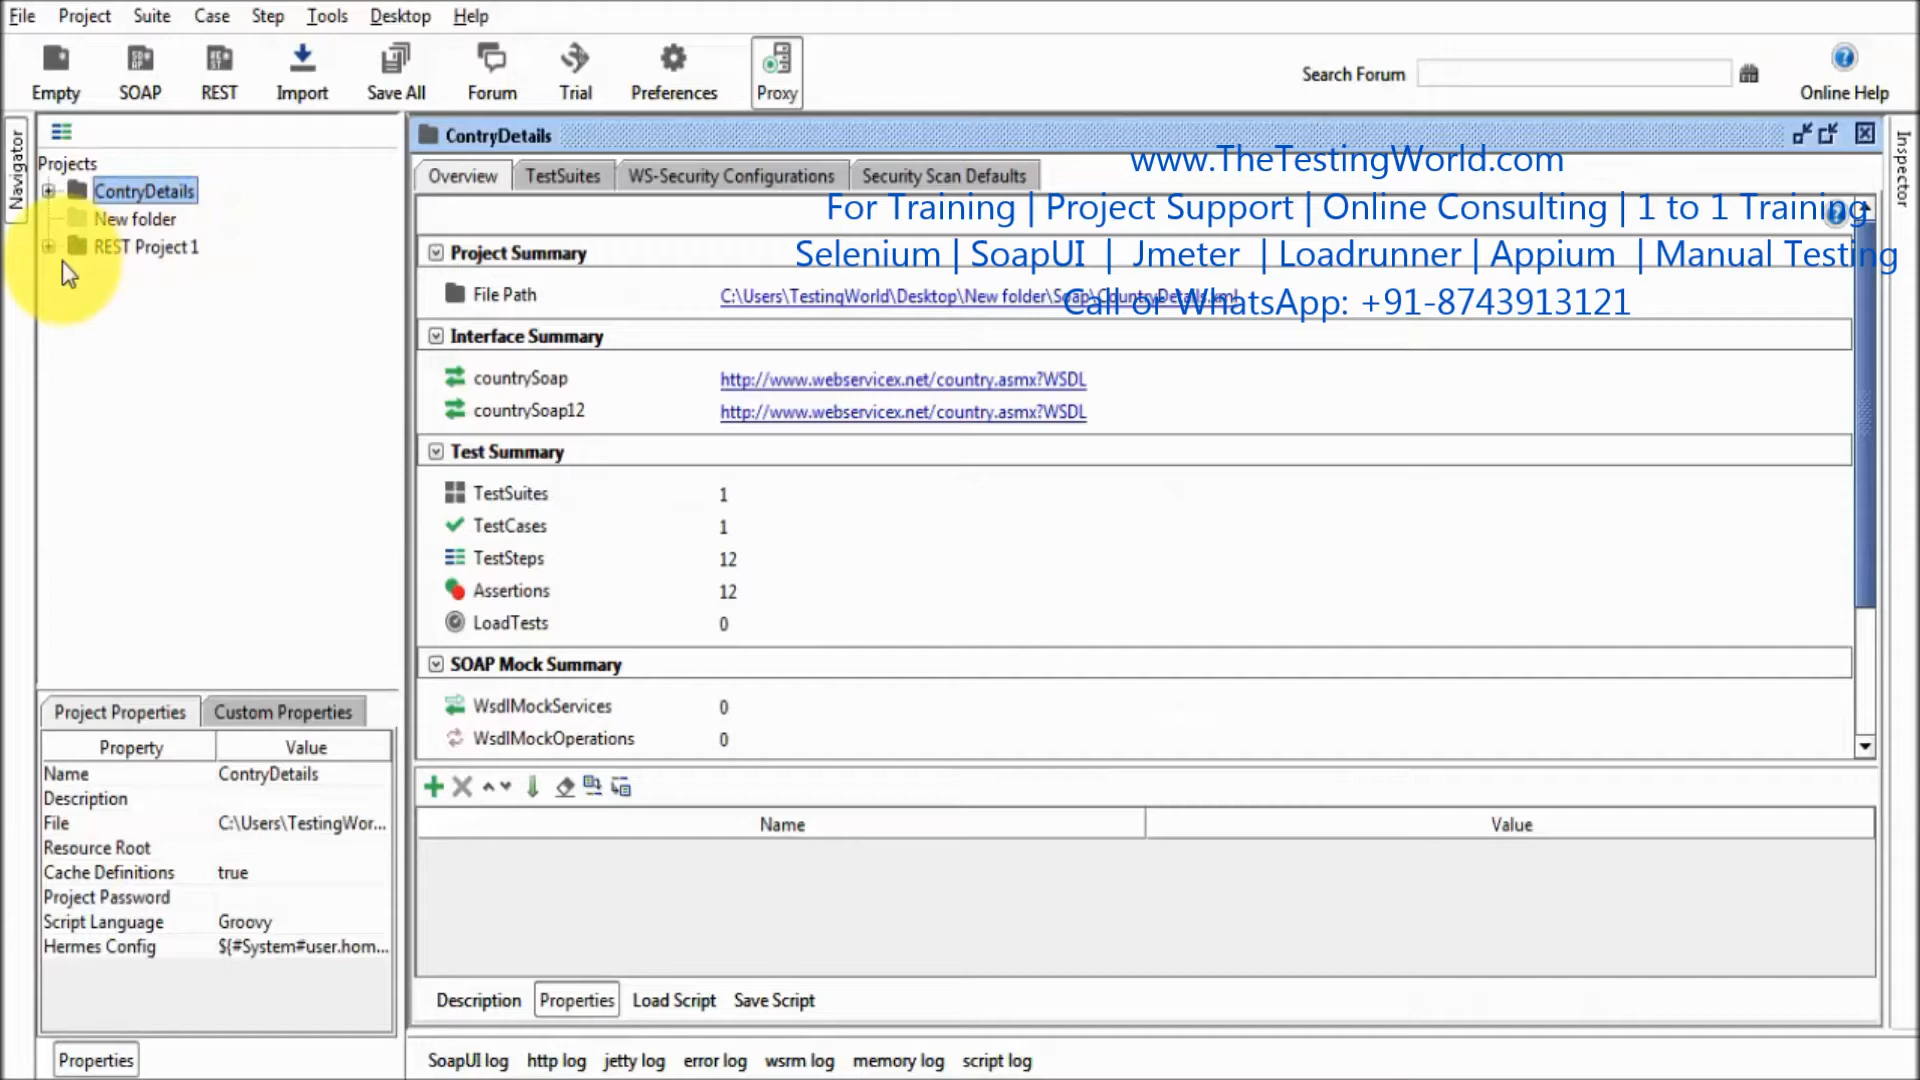 File Project Suite Case Step Tools Desktop Help
Empty SOAP REST Import Save All Forum Trial Preferences Proxy Search Forum Online Help
Navigator
Projects
ContryDetails
New folder
REST Project 1
Project Properties Custom Properties
Property Value
Name ContryDetails
Description
File C:\Users\TestingWor...
Resource Root
Cache Definitions true
Project Password
Script Language Groovy
Hermes Config ${#System#user.hom...
Properties
ContryDetails
Overview TestSuites WS-Security Configurations Security Scan Defaults
www.TheTestingWorld.com
For Training | Project Support | Online Consulting | 1 to 1 Training
Selenium | SoapUI | Jmeter | Loadrunner | Appium | Manual Testing
Call or WhatsApp: +91-8743913121
Project Summary
File Path C:\Users\TestingWorld\Desktop\New folder\Soap\CountryDetails.xml
Interface Summary
countrySoap http://www.webservicex.net/country.asmx?WSDL
countrySoap12 http://www.webservicex.net/country.asmx?WSDL
Test Summary
TestSuites 1
TestCases 1
TestSteps 12
Assertions 12
LoadTests 0
SOAP Mock Summary
WsdlMockServices 0
WsdlMockOperations 0
Name Value
Description Properties Load Script Save Script
SoapUI log http log jetty log error log wsrm log memory log script log
Inspector